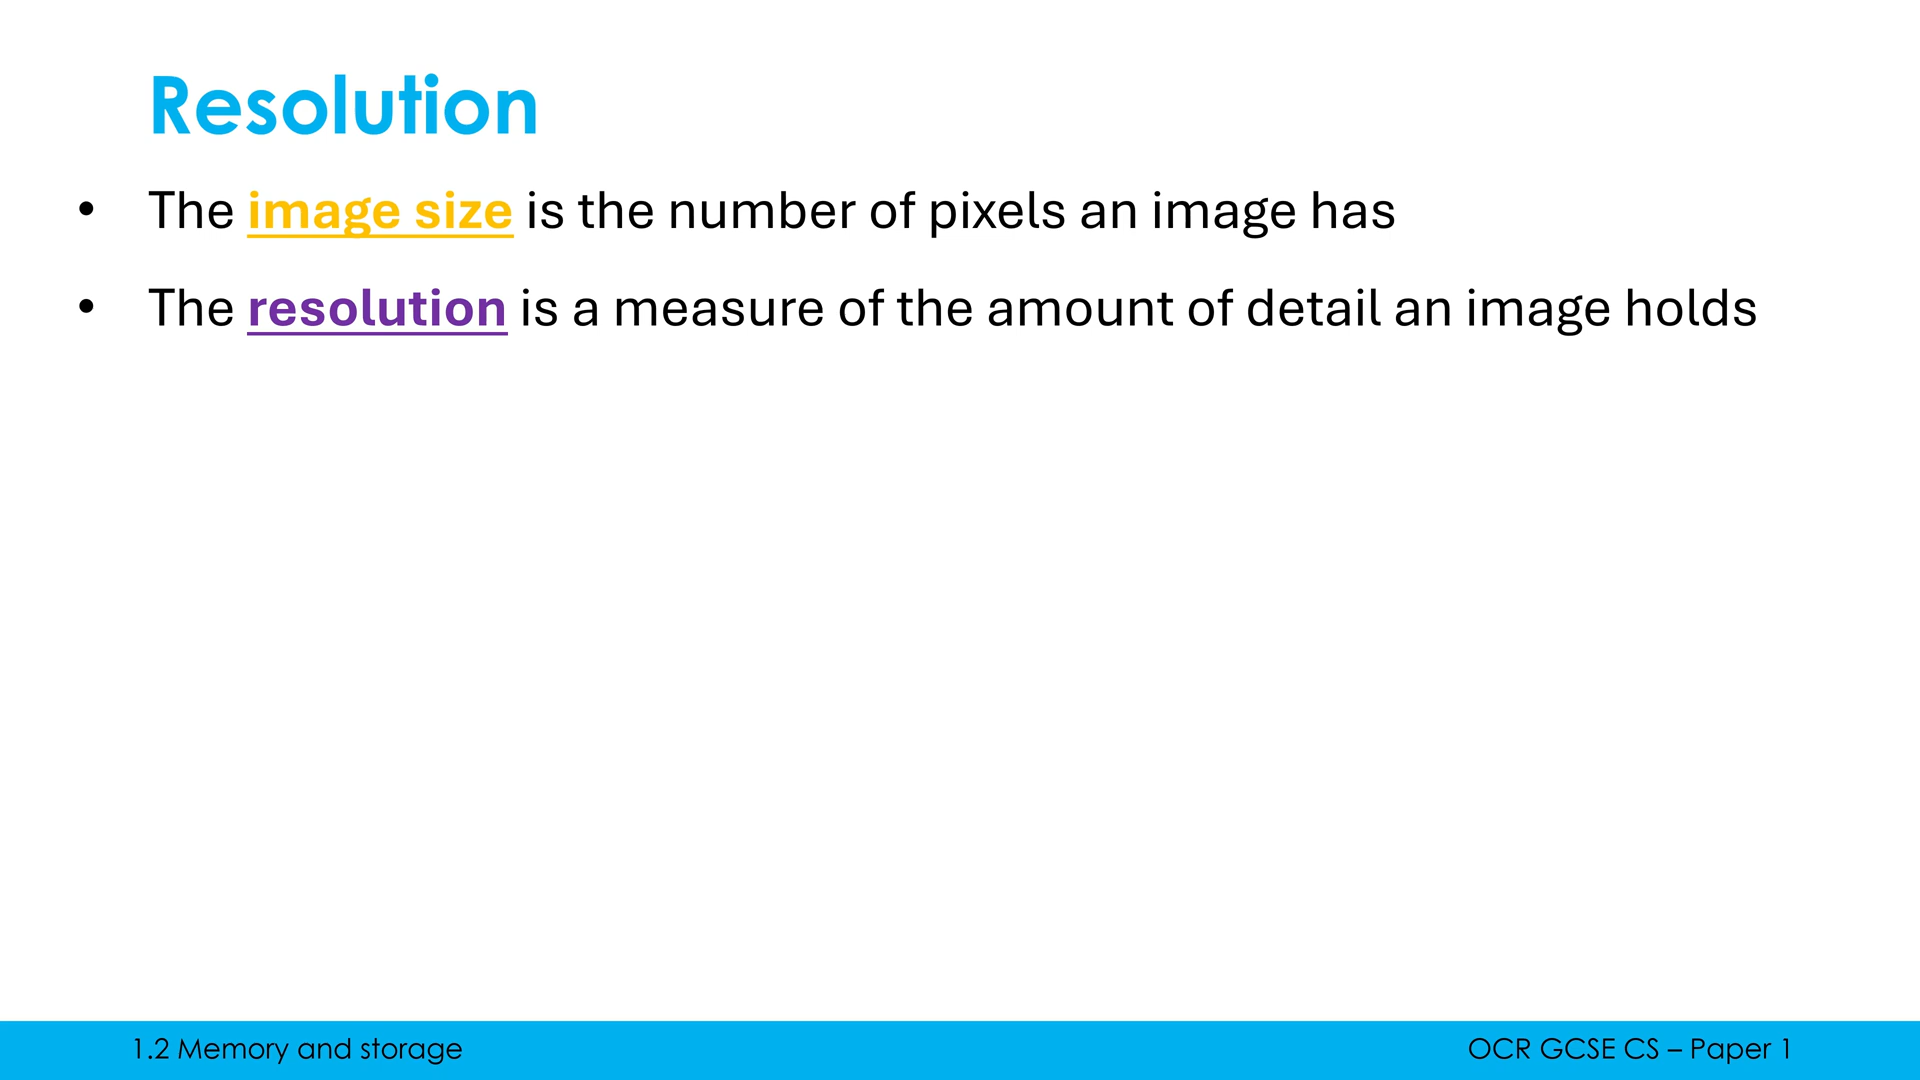 Resolution
• The image size is the number of pixels an image has
• The resolution is a measure of the amount of detail an image holds
1.2 Memory and storage
OCR GCSE CS – Paper 1